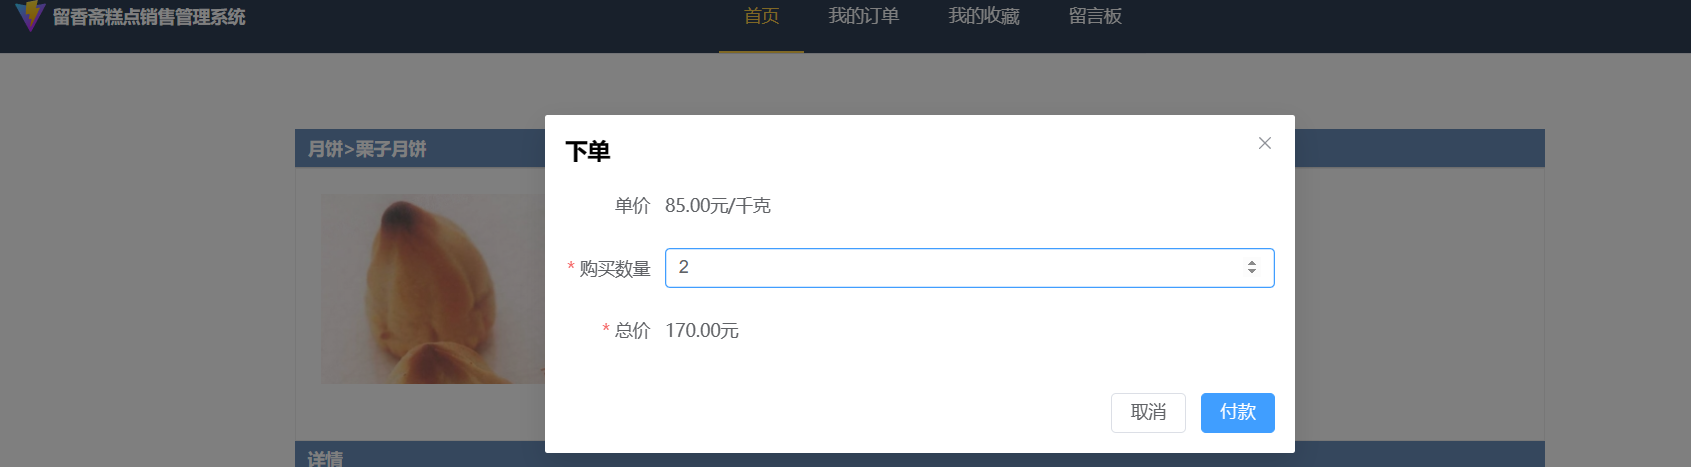 留香斋糕点销售管理系统 首页 我的订单 我的收藏 留言板
月饼>栗子月饼
下单
单价 85.00元/千克
* 购买数量 2
* 总价 170.00元
取消 付款
详情